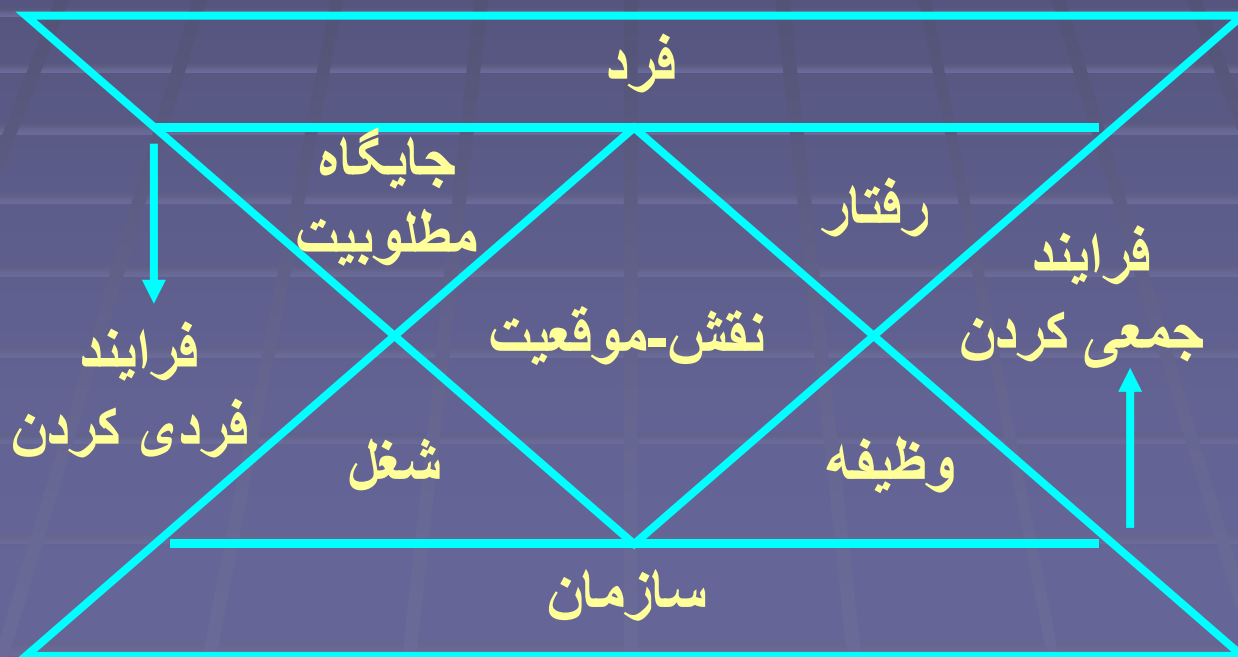 فرد
جایگاه
مطلوبیت
رفتار
فرایند
جمعی کردن
نقش-موقعیت
فرایند
فردی کردن
شغل
وظیفه
سازمان